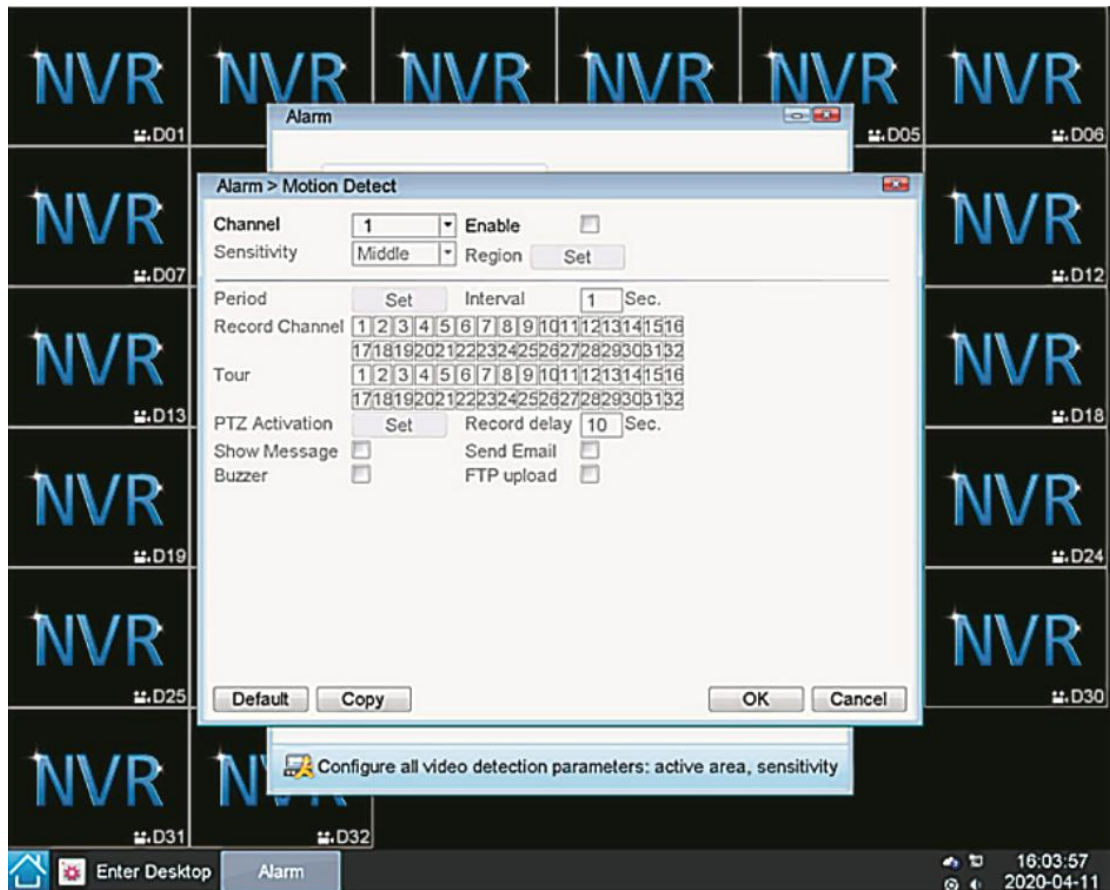 NVR NVR NVR NVR NVR NVR
D01 D05 D06
Alarm
NVR NVR
Alarm > Motion Detect
Channel 1 Enable
Sensitivity Middle Region Set
D07 D12
Period Set Interval 1 Sec.
Record Channel 1 2 3 4 5 6 7 8 9 10 11 12 13 14 15 16
17 18 19 20 21 22 23 24 25 26 27 28 29 30 31 32
NVR NVR
Tour 1 2 3 4 5 6 7 8 9 10 11 12 13 14 15 16
17 18 19 20 21 22 23 24 25 26 27 28 29 30 31 32
D13 D18
PTZ Activation Set Record delay 10 Sec.
Show Message Send Email
Buzzer FTP upload
NVR NVR
D19 D24
NVR NVR
D25 D30
Default Copy OK Cancel
NVR
Configure all video detection parameters: active area, sensitivity
D31 D32
Enter Desktop Alarm
16:03:57
2020-04-11